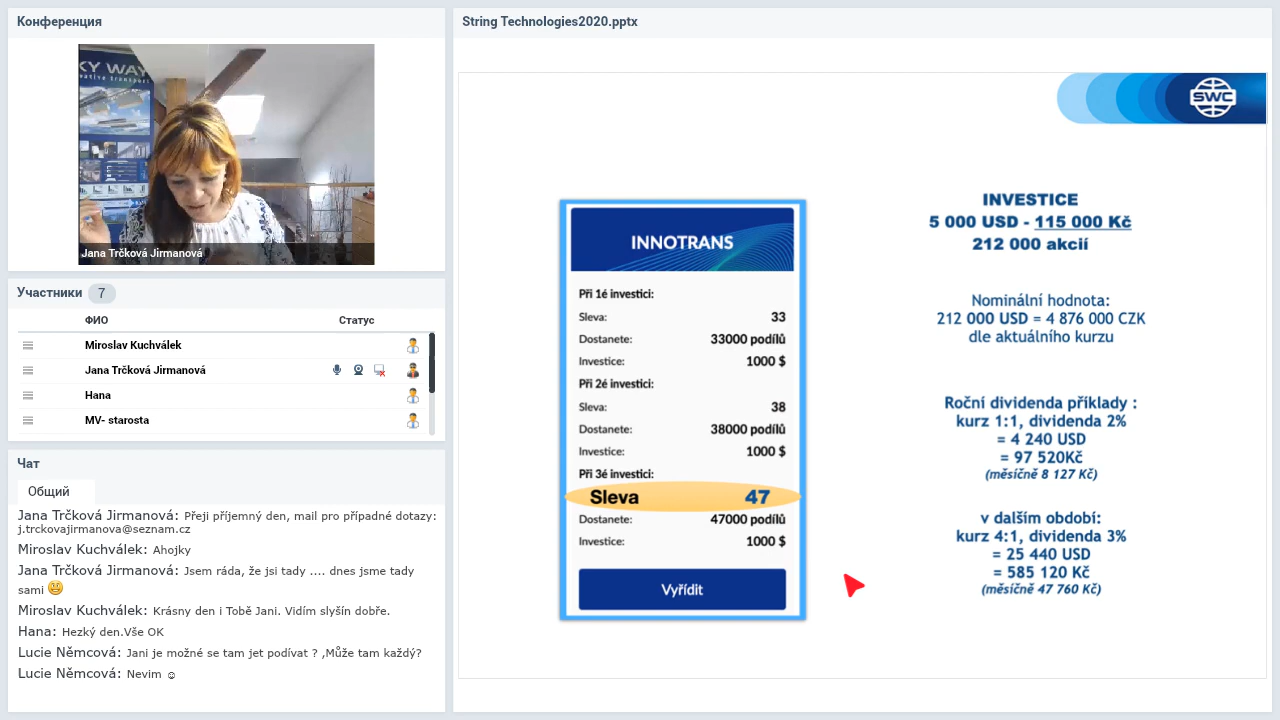 Конференция
KY WAY
Jana Trčková Jirmanová
Участники 7
ФИО Статус
Miroslav Kuchválek
Jana Trčková Jirmanová
Hana
MV- starosta
Чат
Общий
Jana Trčková Jirmanová: Přeji příjemný den, mail pro případné dotazy:
j.trckovajirmanova@seznam.cz
Miroslav Kuchválek: Ahojky
Jana Trčková Jirmanová: Jsem ráda, že jsi tady .... dnes jsme tady
sami
Miroslav Kuchválek: Krásny den i Tobě Jani. Vidím slyšín dobře.
Hana: Hezký den.Vše OK
Lucie Němcová: Jani je možné se tam jet podívat ? ,Může tam každý?
Lucie Němcová: Nevim ☺
String Technologies2020.pptx
SWC
INNOTRANS
Při 1é investici:
Sleva: 33
Dostanete: 33000 podílů
Investice: 1000 $
Při 2é investici:
Sleva: 38
Dostanete: 38000 podílů
Investice: 1000 $
Při 3é investici:
Sleva 47
Dostanete: 47000 podílů
Investice: 1000 $
Vyřídit
INVESTICE
5 000 USD - 115 000 Kč
212 000 akcií
Nominální hodnota:
212 000 USD = 4 876 000 CZK
dle aktuálního kurzu
Roční dividenda příklady :
kurz 1:1, dividenda 2%
= 4 240 USD
= 97 520Kč
(měsíčně 8 127 Kč)
v dalším období:
kurz 4:1, dividenda 3%
= 25 440 USD
= 585 120 Kč
(měsíčně 47 760 Kč)